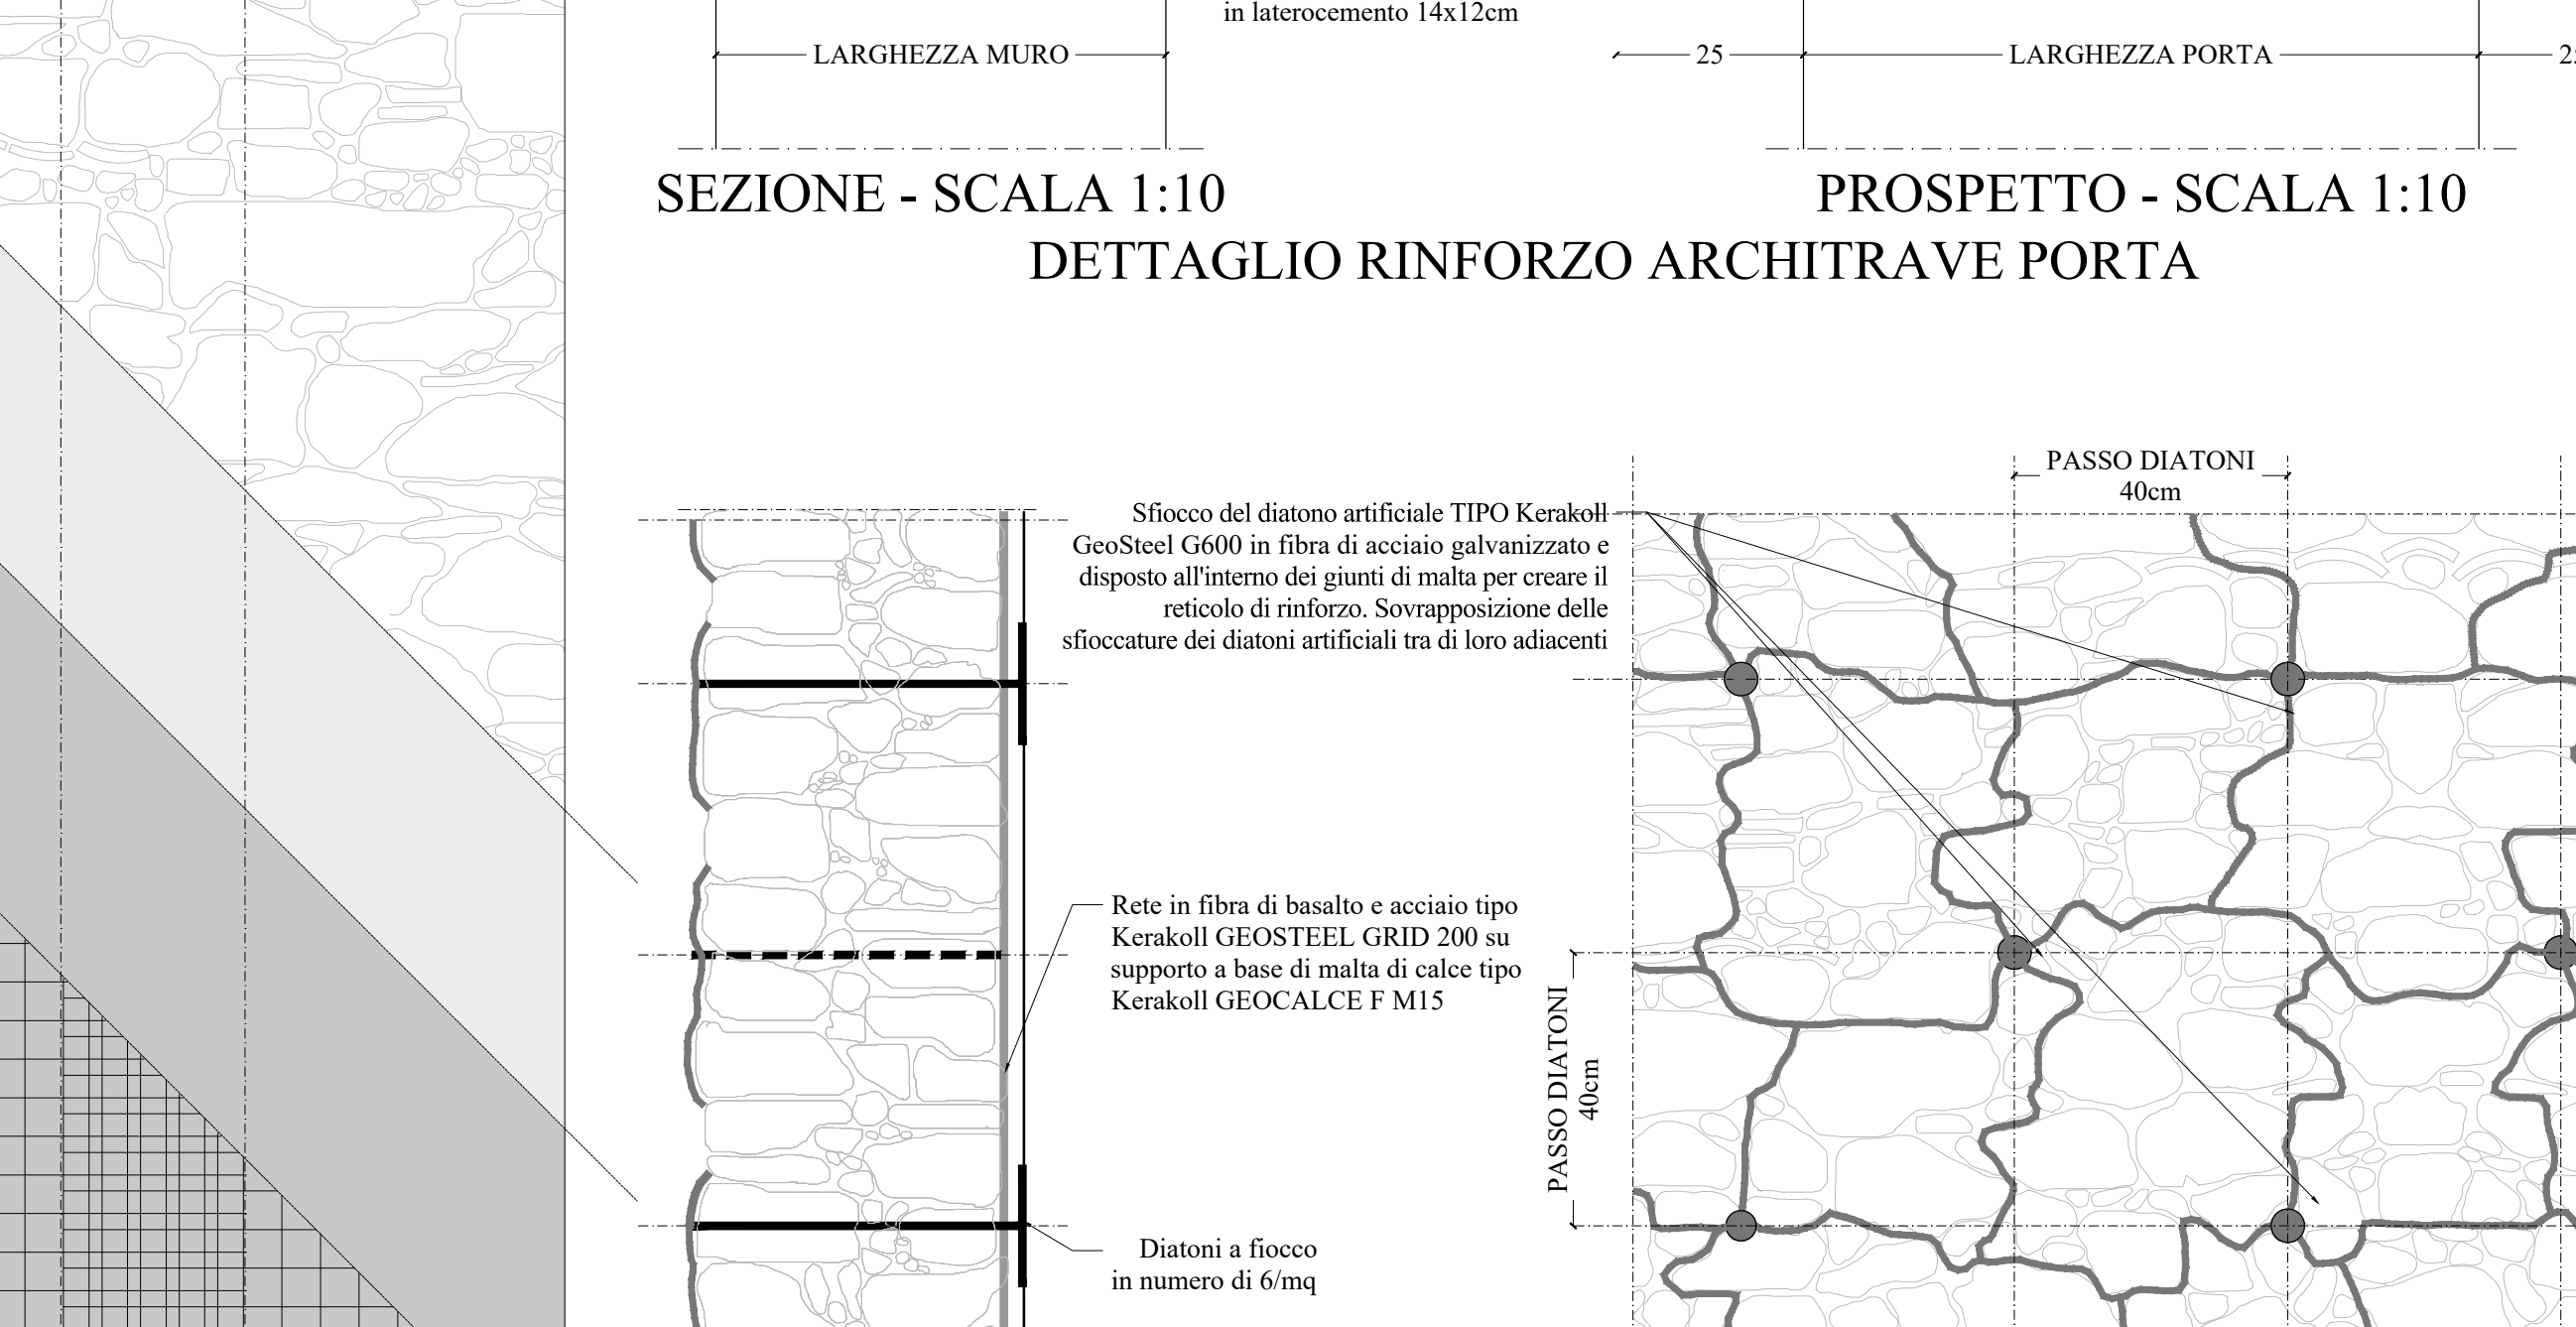 in laterocemento 14x12cm
LARGHEZZA MURO
25
LARGHEZZA PORTA
SEZIONE - SCALA 1:10
PROSPETTO - SCALA 1:10
DETTAGLIO RINFORZO ARCHITRAVE PORTA
PASSO DIATONI
40cm
Sfiocco del diatono artificiale TIPO Kerakoll
GeoSteel G600 in fibra di acciaio galvanizzato e
disposto all'interno dei giunti di malta per creare il
reticolo di rinforzo. Sovrapposizione delle
sfioccature dei diatoni artificiali tra di loro adiacenti
Rete in fibra di basalto e acciaio tipo
Kerakoll GEOSTEEL GRID 200 su
supporto a base di malta di calce tipo
Kerakoll GEOCALCE F M15
PASSO DIATONI
40cm
Diatoni a fiocco
in numero di 6/mq